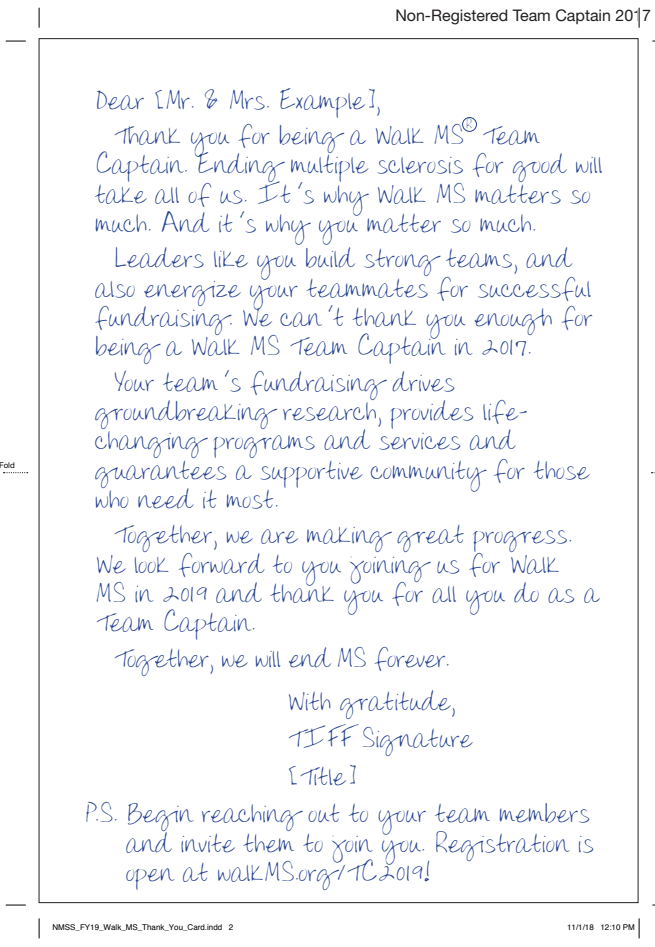 Non-Registered Team Captain 2017
Dear [Mr. & Mrs. Example],
Thank you for being a Walk MS® Team
Captain. Ending multiple sclerosis for good will
take all of us. It's why Walk MS matters so
much. And it's why you matter so much.
Leaders like you build strong teams, and
also energize your teammates for successful
fundraising. We can't thank you enough for
being a Walk MS Team Captain in 2017.
Your team's fundraising drives
groundbreaking research, provides life-
changing programs and services and
guarantees a supportive community for those
who need it most.
Together, we are making great progress.
We look forward to you joining us for Walk
MS in 2019 and thank you for all you do as a
Team Captain.
Together, we will end MS forever.
With gratitude,
TIFF Signature
[Title]
P.S. Begin reaching out to your team members
and invite them to join you. Registration is
open at walkMS.org/TC2019!
Fold
NMSS_FY19_Walk_MS_Thank_You_Card.indd 2
11/1/18 12:10 PM